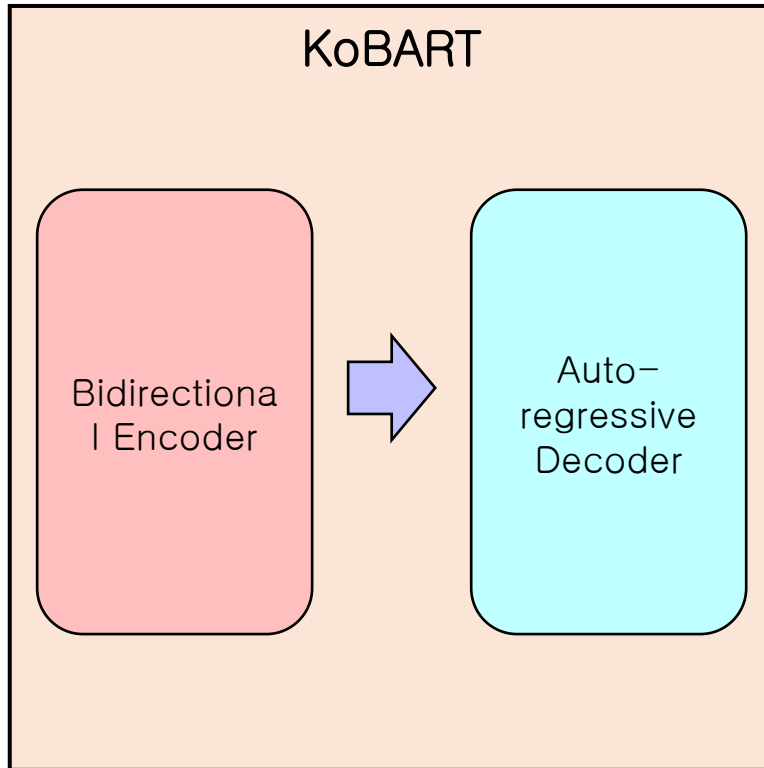 KoBART
Bidirectiona
l Encoder
Auto-
regressive
Decoder